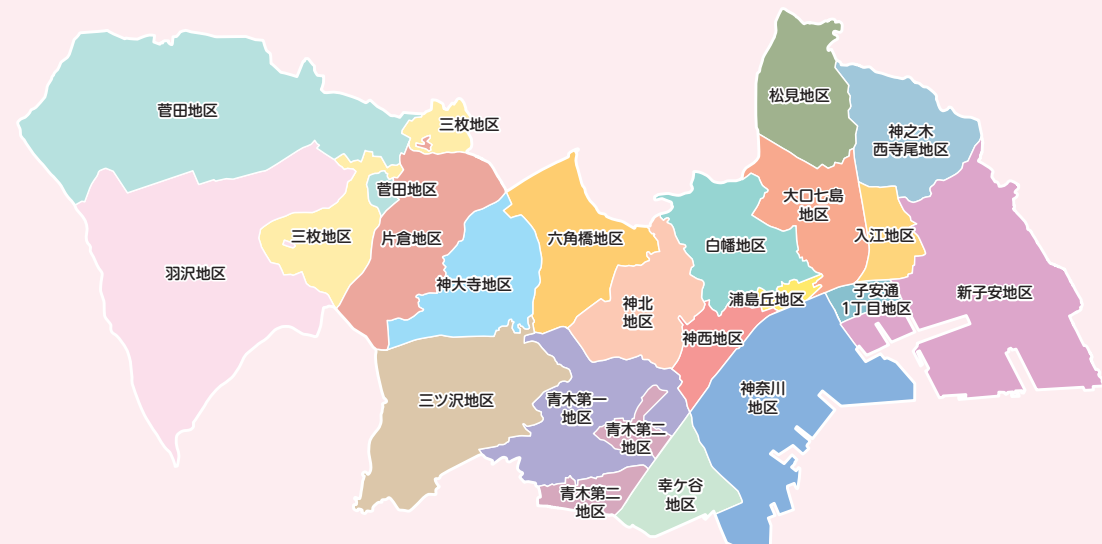 菅田地区
三枚地区
菅田地区
三枚地区
片倉地区
羽沢地区
神大寺地区
六角橋地区
神北
地区
松見地区
神之木
西寺尾地区
大口七島
地区
白幡地区
入江地区
浦島丘地区
子安通
1丁目地区
新子安地区
神西地区
神奈川
地区
三ツ沢地区
青木第一
地区
青木第二
地区
青木第二
地区
幸ケ谷
地区